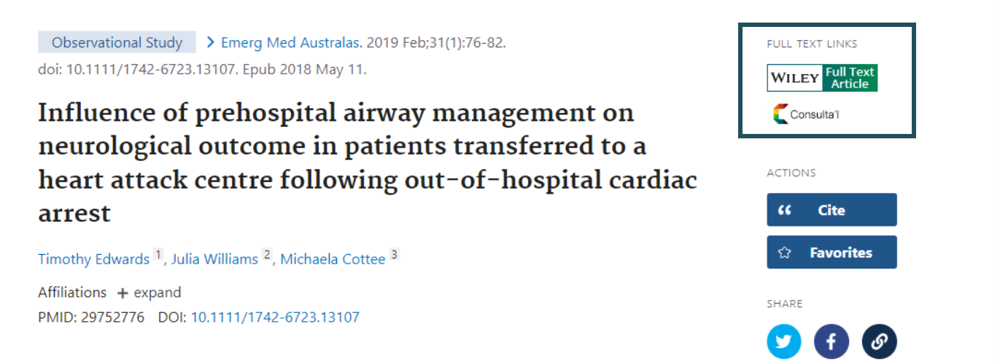 Observational Study > Emerg Med Australas. 2019 Feb;31(1):76-82.
doi: 10.1111/1742-6723.13107. Epub 2018 May 11.
Influence of prehospital airway management on
neurological outcome in patients transferred to a
heart attack centre following out-of-hospital cardiac
arrest
Timothy Edwards 1, Julia Williams 2, Michaela Cottee 3
Affiliations + expand
PMID: 29752776 DOI: 10.1111/1742-6723.13107
FULL TEXT LINKS
WILEY Full Text
Article
Consulta'l
ACTIONS
Cite
Favorites
SHARE